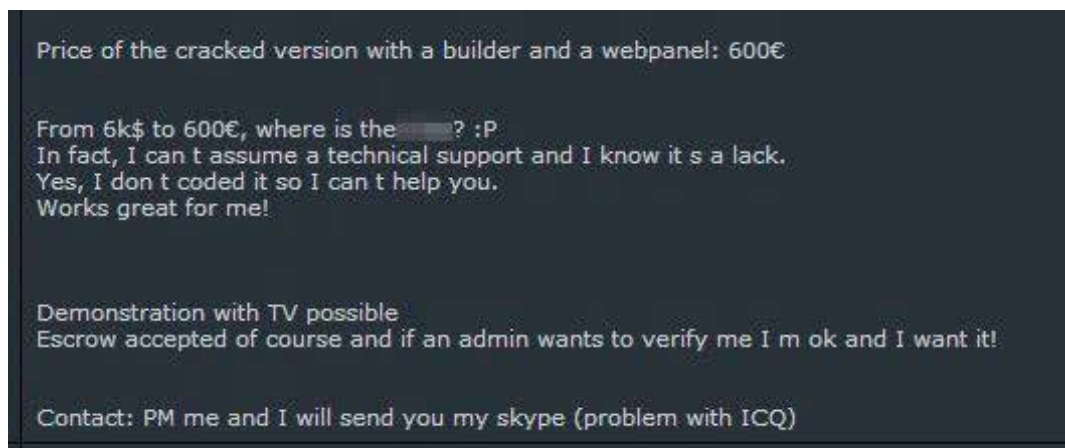 Price of the cracked version with a builder and a webpanel: 600€
From 6k$ to 600€, where is the ? :P
In fact, I can t assume a technical support and I know it s a lack.
Yes, I don t coded it so I can t help you.
Works great for me!
Demonstration with TV possible
Escrow accepted of course and if an admin wants to verify me I m ok and I want it!
Contact: PM me and I will send you my skype (problem with ICQ)